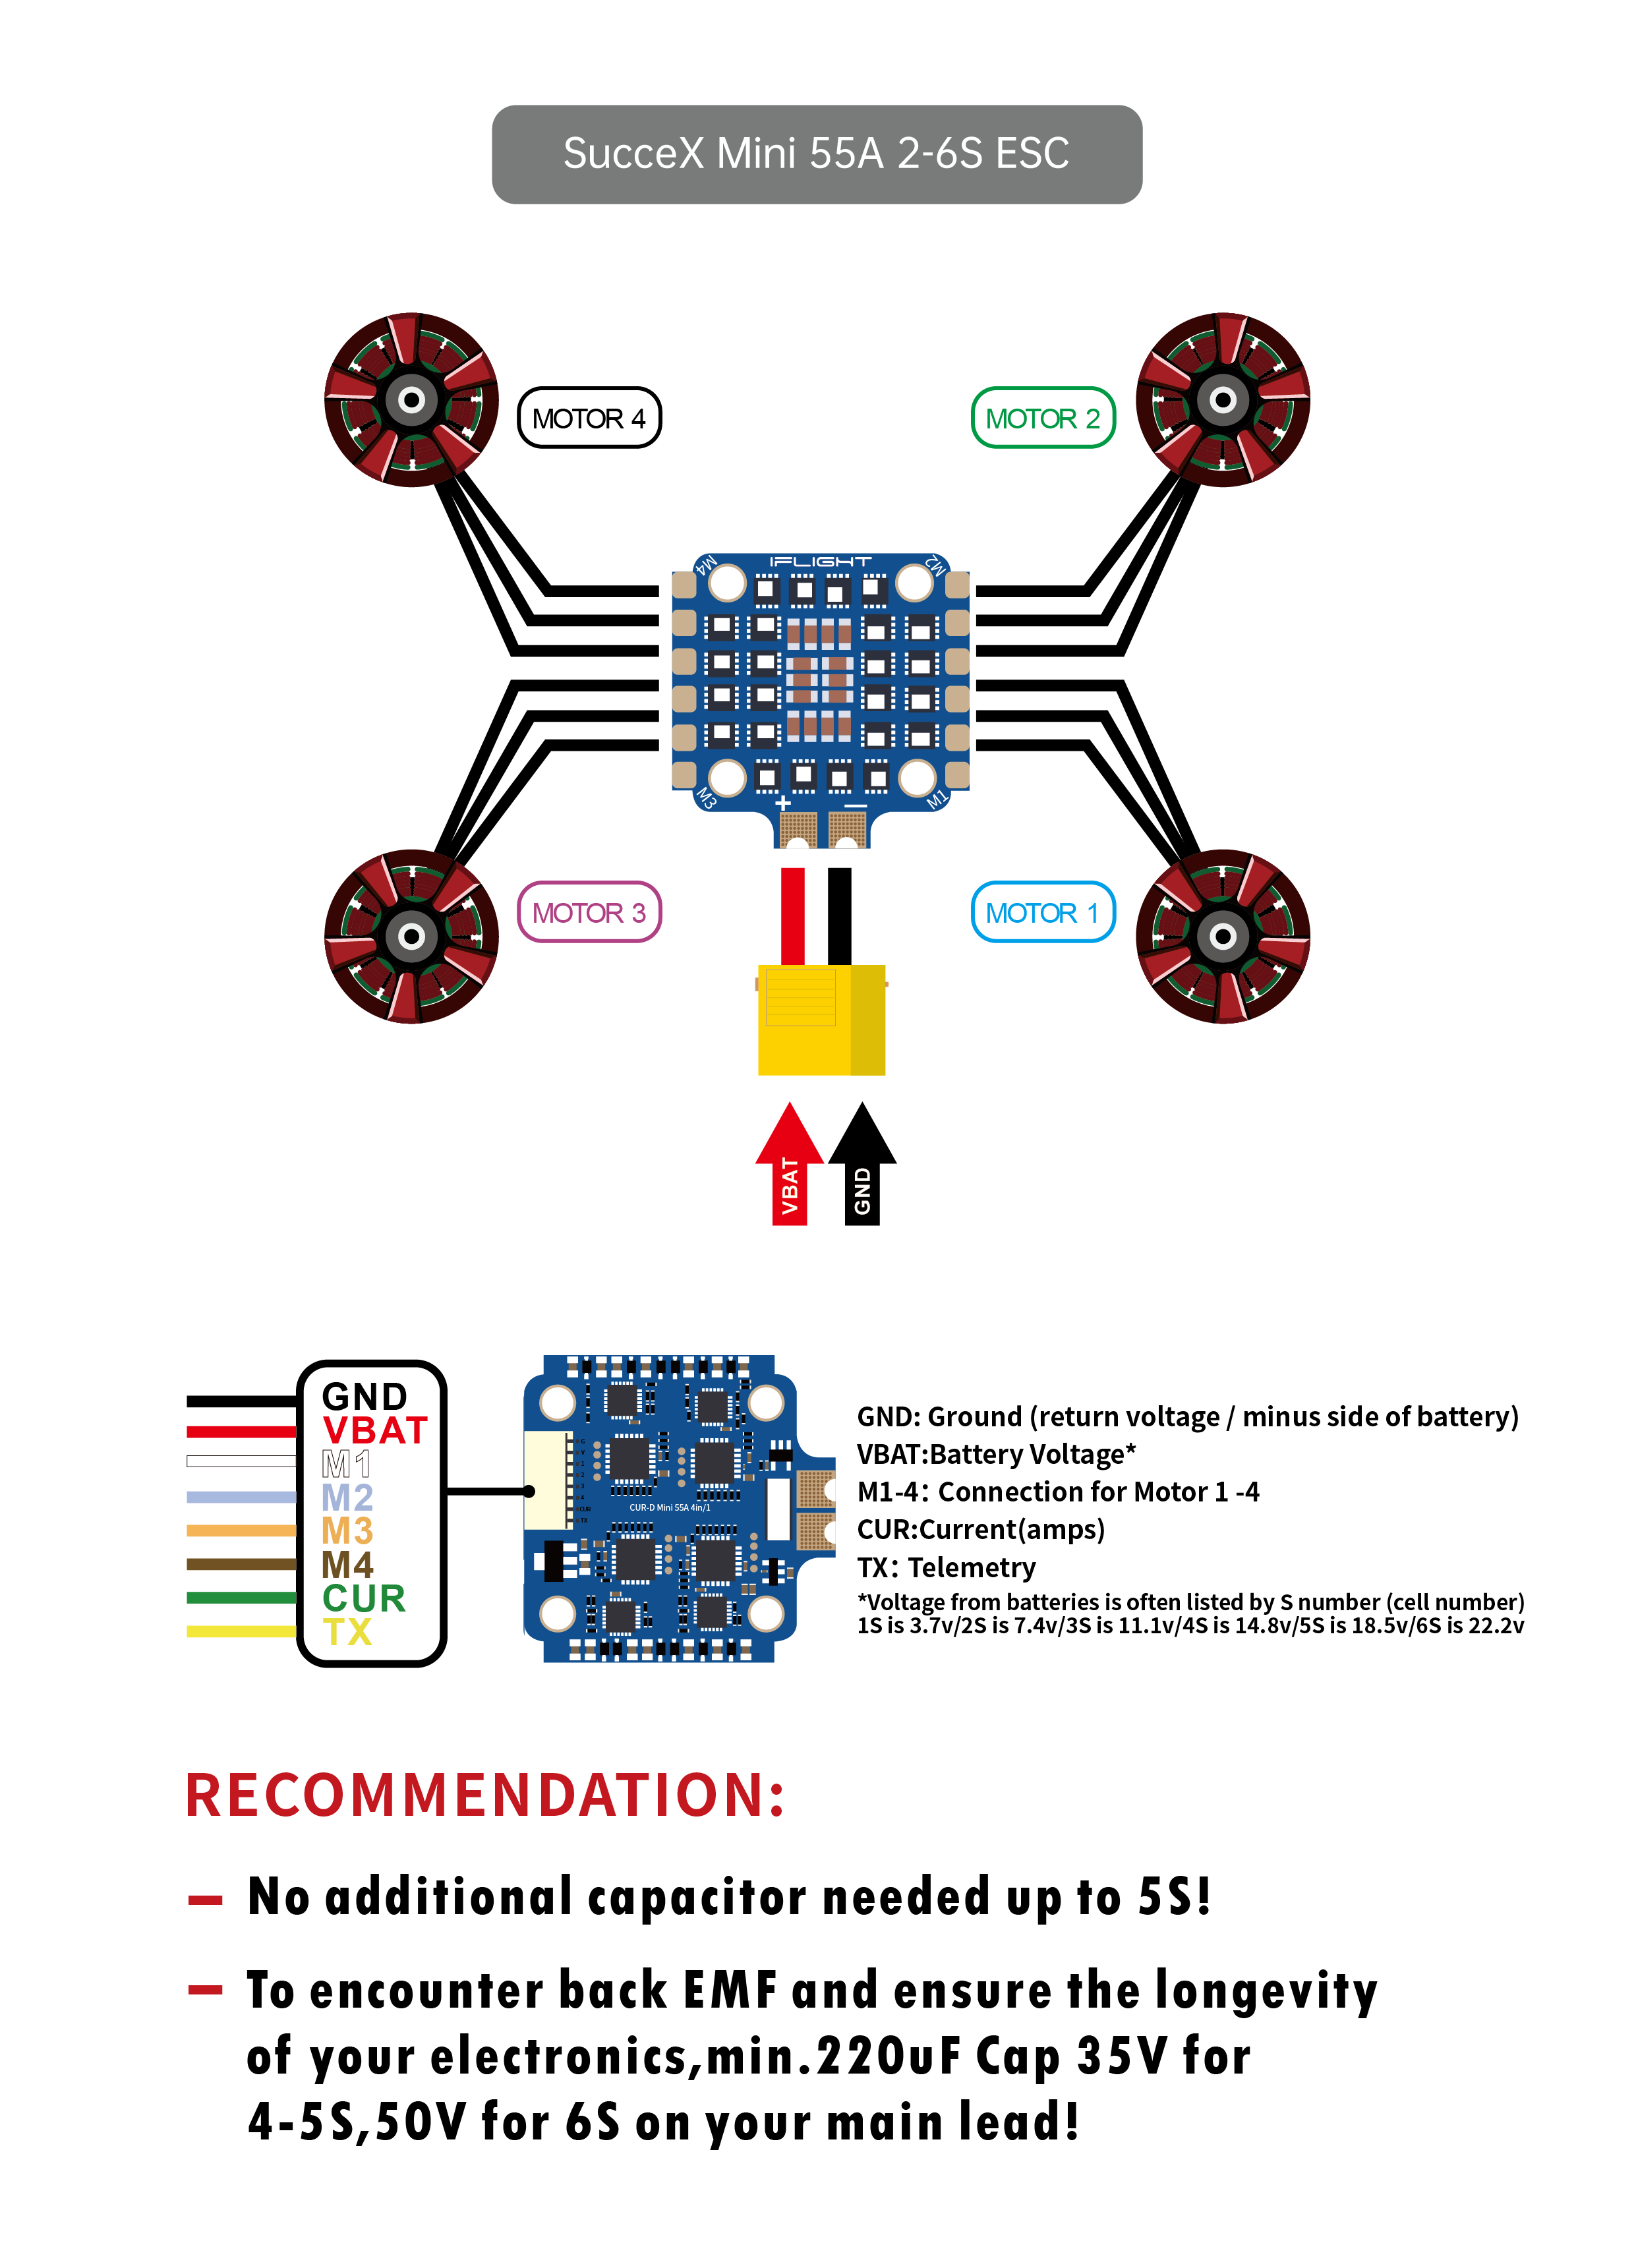 SucceX Mini 55A 2-6S ESC
MOTOR 4
MOTOR 2
M4
IFLIGHT
M2
M3
+
—
M1
MOTOR 3
MOTOR 1
VBAT
GND
GND
VBAT
M1
M2
M3
M4
CUR
TX
G
V
1
2
3
4
CUR
TX
CUR-D Mini 55A 4in/1
GND: Ground (return voltage / minus side of battery)
VBAT:Battery Voltage*
M1-4: Connection for Motor 1 -4
CUR:Current(amps)
TX: Telemetry
*Voltage from batteries is often listed by S number (cell number)
1S is 3.7v/2S is 7.4v/3S is 11.1v/4S is 14.8v/5S is 18.5v/6S is 22.2v
RECOMMENDATION:
— No additional capacitor needed up to 5S!
— To encounter back EMF and ensure the longevity
of your electronics,min.220uF Cap 35V for
4-5S,50V for 6S on your main lead!